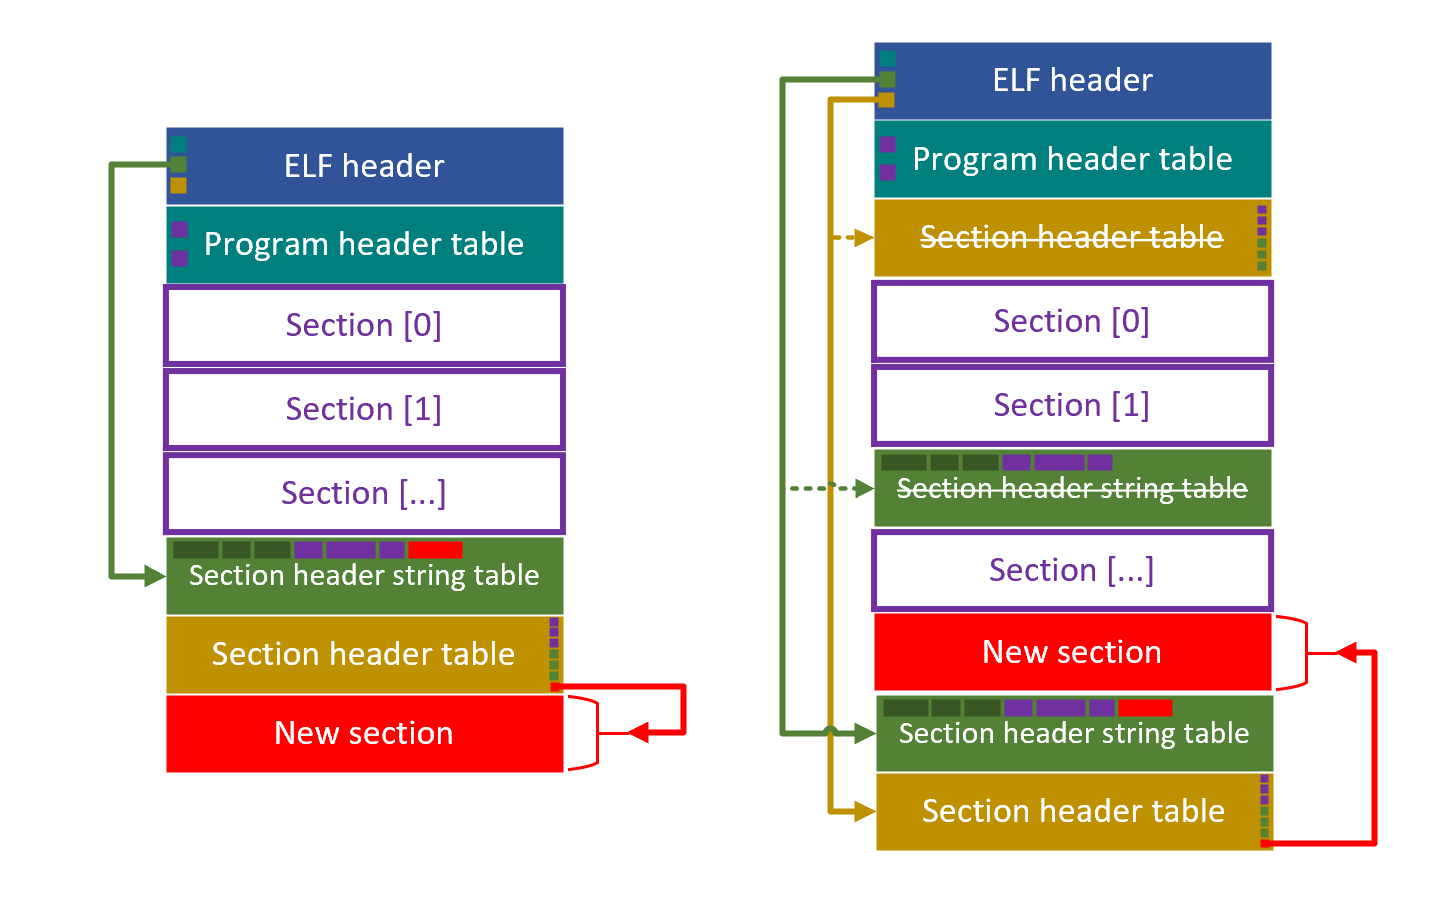 ELF header
Program header table
Section [0]
Section [1]
Section [...]
Section header string table
Section header table
New section
ELF header
Program header table
Section header table
Section [0]
Section [1]
Section header string table
Section [...]
New section
Section header string table
Section header table